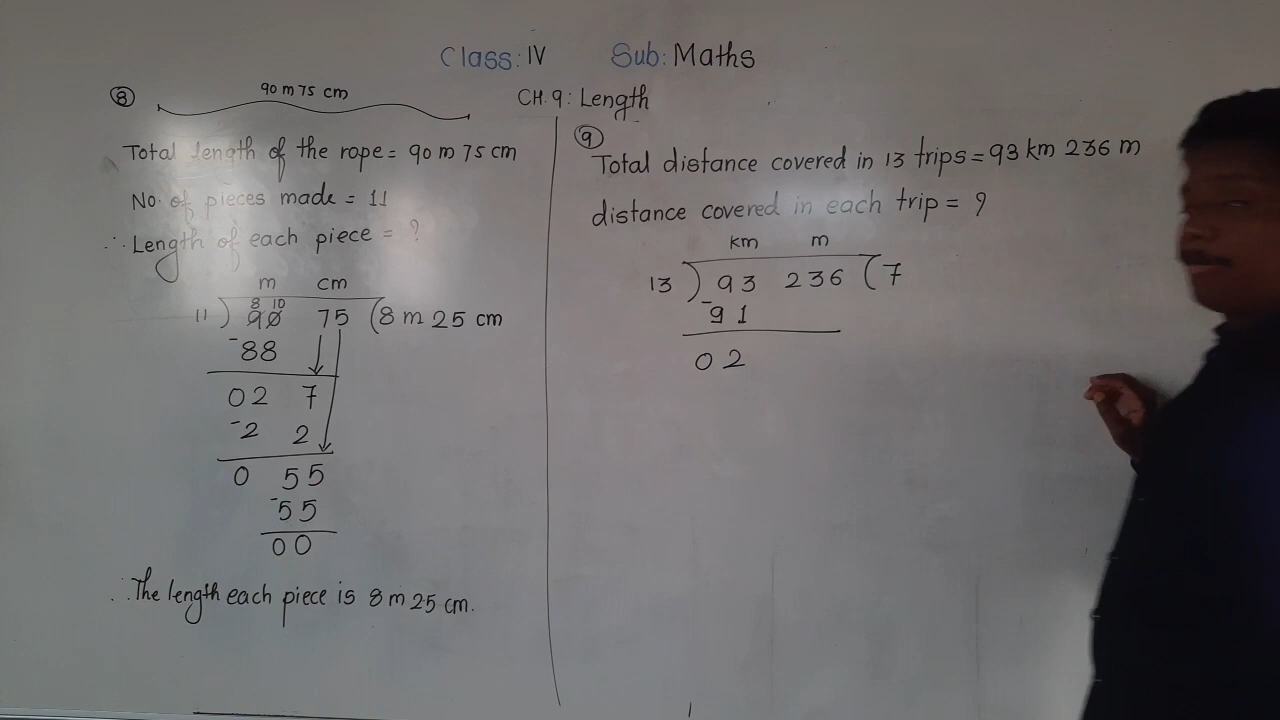 Class: IV Sub: Maths
CH. 9: Length
8
90 m 75 cm
Total length of the rope = 90 m 75 cm
No. of pieces made = 11
∴ Length of each piece = ?
m cm
8 10
11 ) 90 75 ( 8 m 25 cm
-88
02 7
-2 2
0 55
-55
00
∴ The length each piece is 8 m 25 cm.
9
Total distance covered in 13 trips = 93 km 236 m
distance covered in each trip = ?
km m
13 ) 93 236 ( 7
-91
02